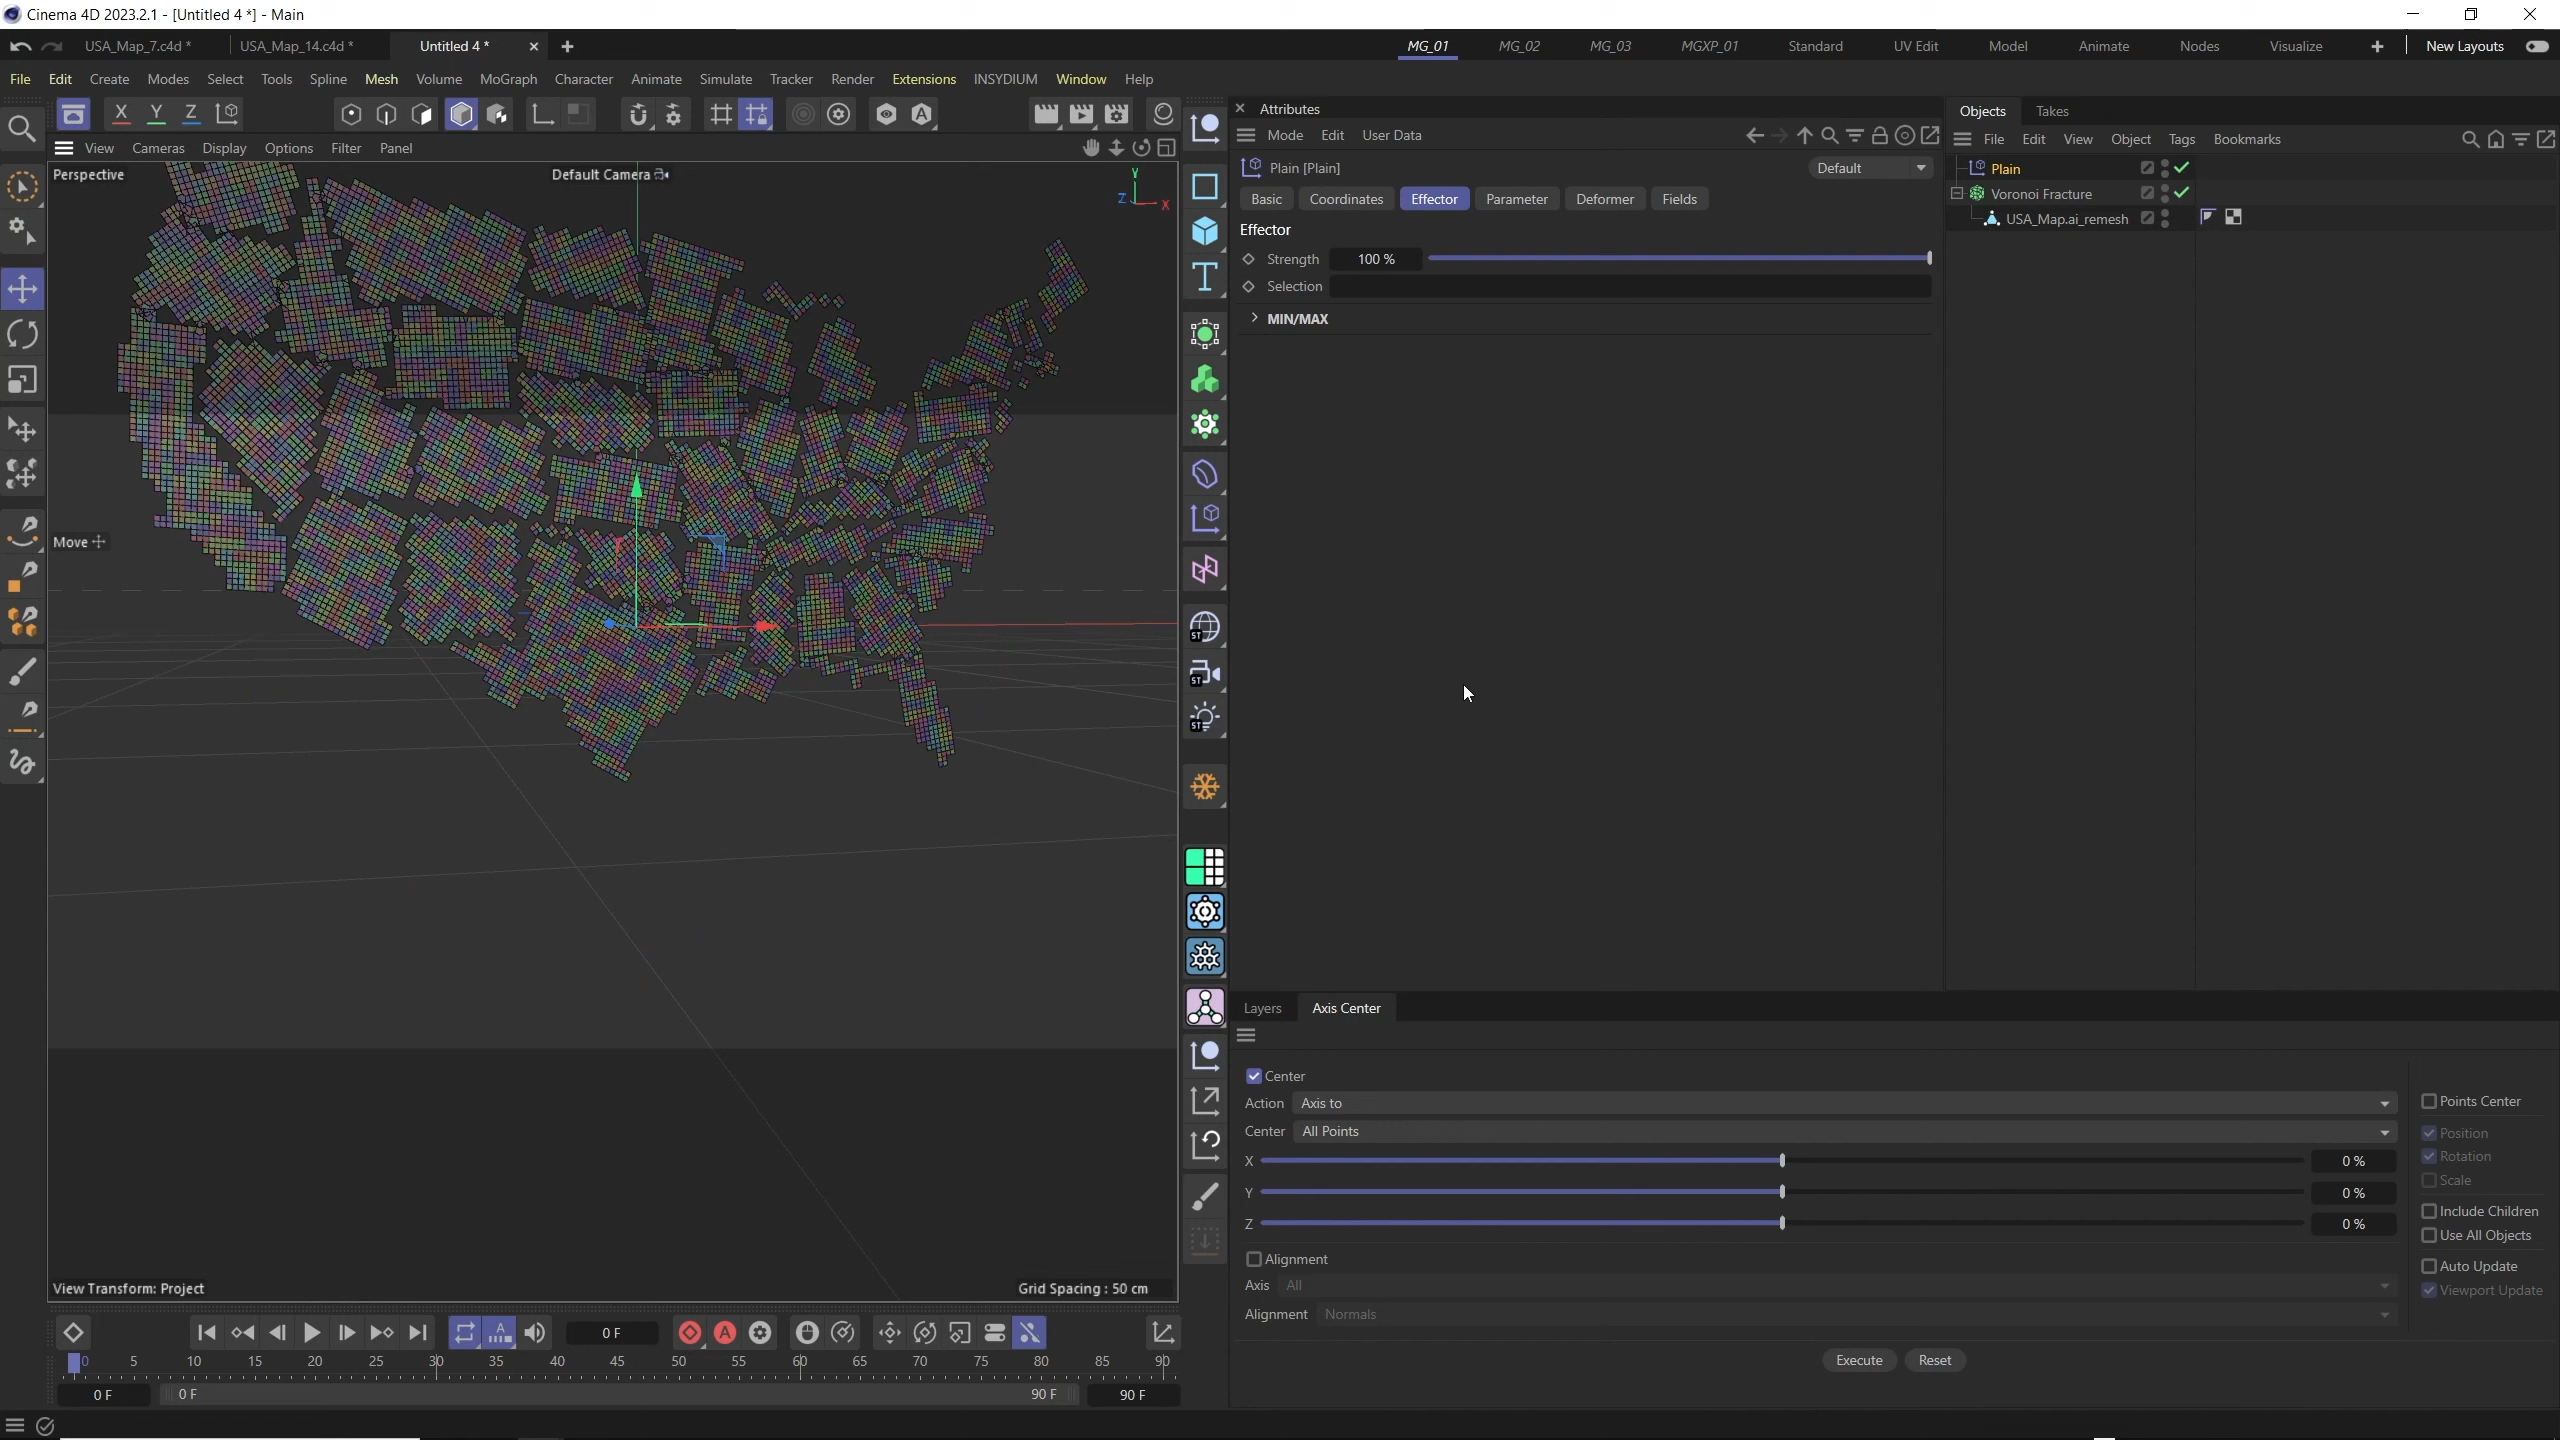 Cinema 4D 2023.2.1 - [Untitled 4 *] - Main
USA_Map_7.c4d * USA_Map_14.c4d * Untitled 4 * MG_01 MG_02 MG_03 MGXP_01 Standard UV Edit Model Animate Nodes Visualize New Layouts
File Edit Create Modes Select Tools Spline Mesh Volume MoGraph Character Animate Simulate Tracker Render Extensions INSYDIUM Window Help
X Y Z
View Cameras Display Options Filter Panel
Perspective
Default Camera
Y
Z X
Move
View Transform: Project
Grid Spacing : 50 cm
0 F
0 5 10 15 20 25 30 35 40 45 50 55 60 65 70 75 80 85 90
0 F 0 F 90 F 90 F
ST
ST
ST
Attributes
Mode Edit User Data
Plain [Plain]
Default
Basic Coordinates Effector Parameter Deformer Fields
Effector
Strength 100 %
Selection
MIN/MAX
Objects Takes
File Edit View Object Tags Bookmarks
Plain
Voronoi Fracture
USA_Map.ai_remesh
Layers Axis Center
Center
Action Axis to
Center All Points
X 0 %
Y 0 %
Z 0 %
Alignment
Axis All
Alignment Normals
Points Center
Position
Rotation
Scale
Include Children
Use All Objects
Auto Update
Viewport Update
Execute Reset